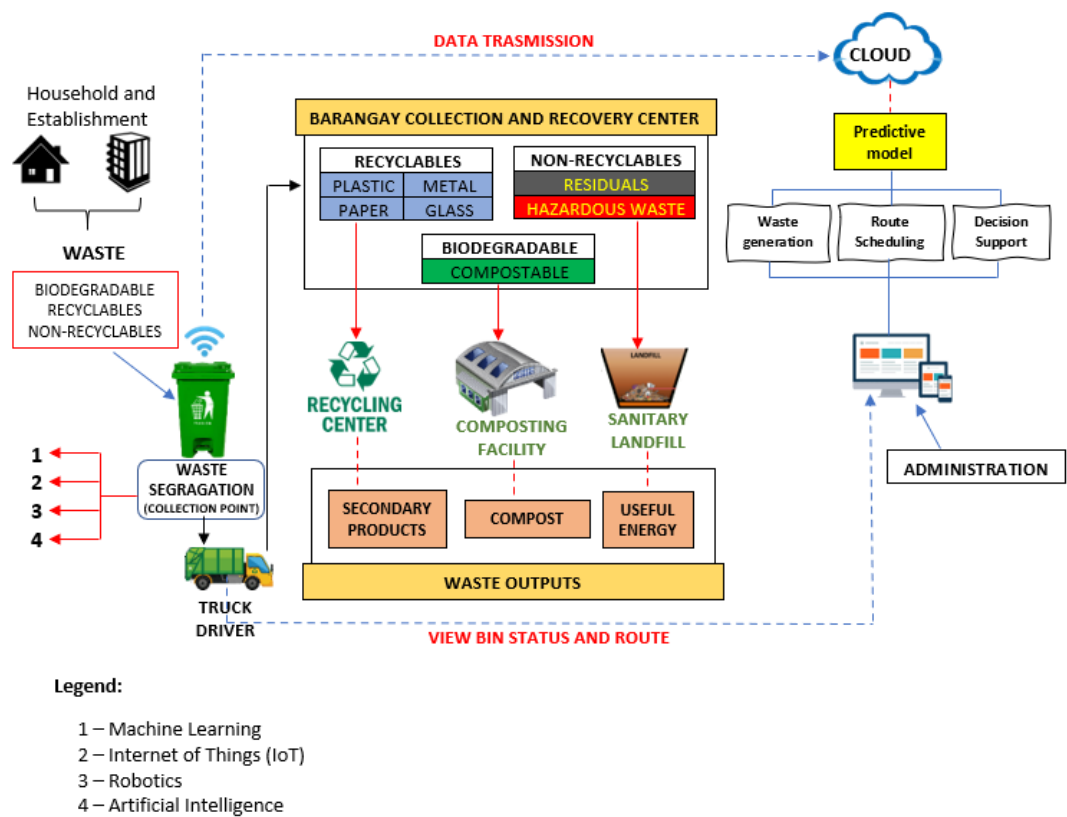 DATA TRASMISSION
CLOUD
Household and
Establishment
WASTE
BIODEGRADABLE
RECYCLABLES
NON-RECYCLABLES
BARANGAY COLLECTION AND RECOVERY CENTER
RECYCLABLES
PLASTIC METAL
PAPER GLASS
NON-RECYCLABLES
RESIDUALS
HAZARDOUS WASTE
BIODEGRADABLE
COMPOSTABLE
Predictive
model
Waste
generation
Route
Scheduling
Decision
Support
RECYCLING
CENTER
COMPOSTING
FACILITY
LANDFILL
SANITARY
LANDFILL
ADMINISTRATION
1
2
3
4
WASTE
SEGRAGATION
(COLLECTION POINT)
TRUCK
DRIVER
SECONDARY
PRODUCTS
COMPOST
USEFUL
ENERGY
WASTE OUTPUTS
VIEW BIN STATUS AND ROUTE
Legend:
1 – Machine Learning
2 – Internet of Things (IoT)
3 – Robotics
4 – Artificial Intelligence